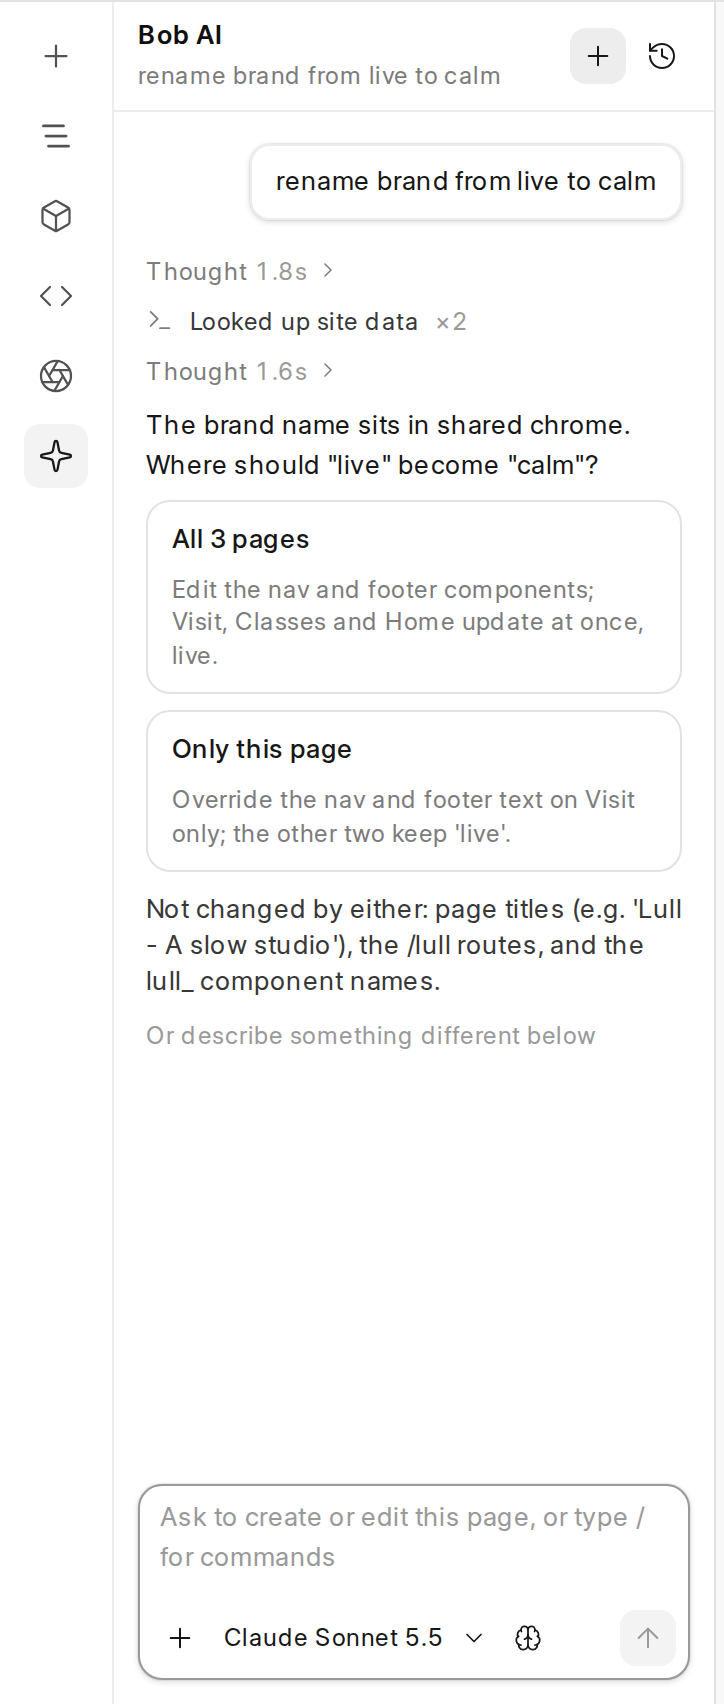 Bob AI
rename brand from live to calm
rename brand from live to calm
Thought 1.8s
Looked up site data ×2
Thought 1.6s
The brand name sits in shared chrome.
Where should "live" become "calm"?
All 3 pages
Edit the nav and footer components;
Visit, Classes and Home update at once,
live.
Only this page
Override the nav and footer text on Visit
only; the other two keep 'live'.
Not changed by either: page titles (e.g. 'Lull
- A slow studio'), the /lull routes, and the
lull_ component names.
Or describe something different below
Ask to create or edit this page, or type /
for commands
Claude Sonnet 5.5